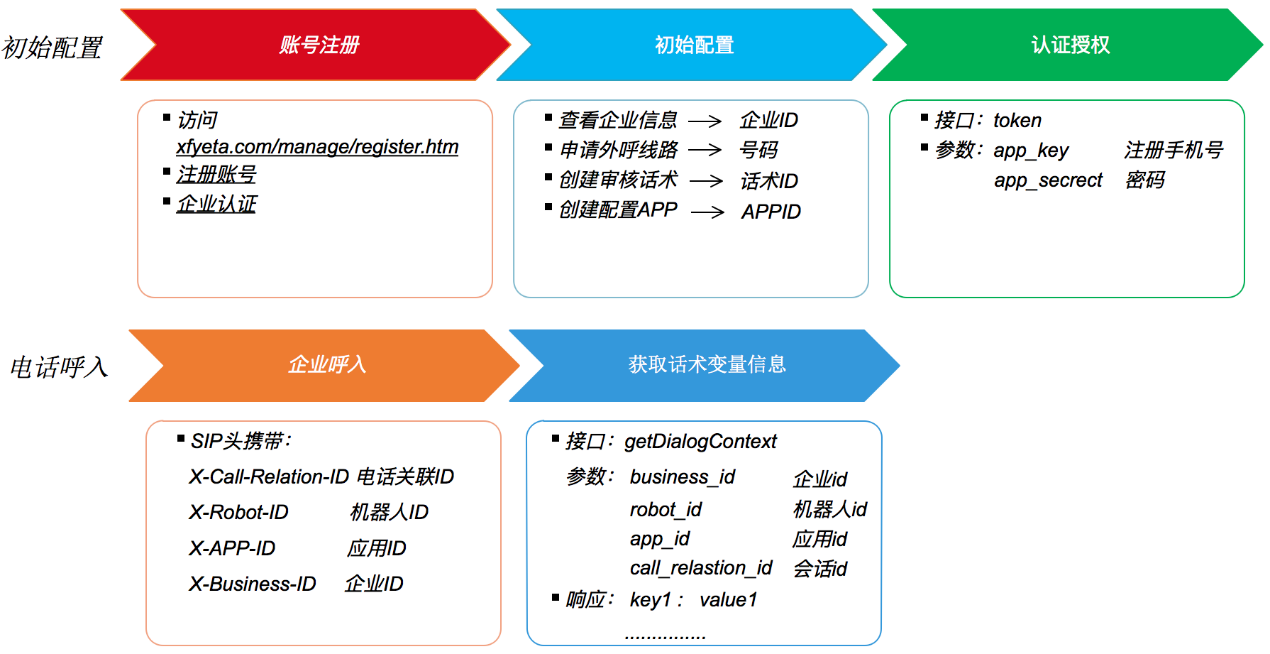 初始配置
账号注册
初始配置
认证授权
▪ 访问
xfyeta.com/manage/register.htm
▪ 注册账号
▪ 企业认证
▪ 查看企业信息 → 企业ID
▪ 申请外呼线路 → 号码
▪ 创建审核话术 → 话术ID
▪ 创建配置APP → APPID
▪ 接口：token
▪ 参数：app_key 注册手机号
app_secrect 密码
电话呼入
企业呼入
获取话术变量信息
▪ SIP头携带：
X-Call-Relation-ID 电话关联ID
X-Robot-ID 机器人ID
X-APP-ID 应用ID
X-Business-ID 企业ID
▪ 接口：getDialogContext
参数：business_id 企业id
robot_id 机器人id
app_id 应用id
call_relastion_id 会话id
▪ 响应：key1： value1
...............